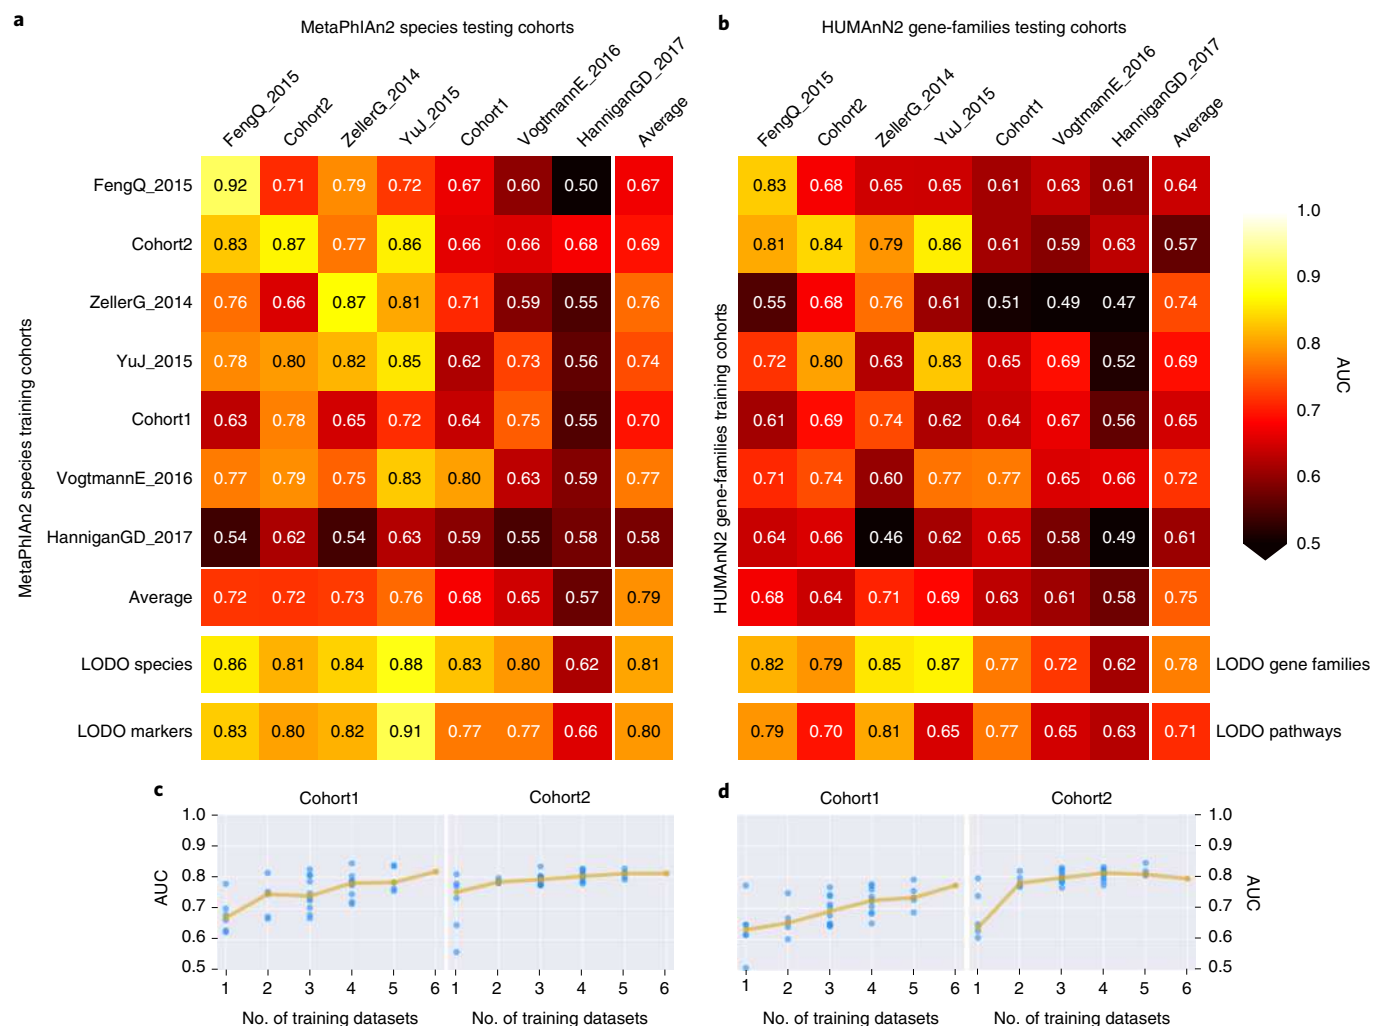 a
MetaPhlAn2 species testing cohorts
FengQ_2015
Cohort2
ZellerG_2014
YuJ_2015
Cohort1
VogtmannE_2016
HanniganGD_2017
Average
MetaPhlAn2 species training cohorts
FengQ_2015 0.92 0.71 0.79 0.72 0.67 0.60 0.50 0.67
Cohort2 0.83 0.87 0.77 0.86 0.66 0.66 0.68 0.69
ZellerG_2014 0.76 0.66 0.87 0.81 0.71 0.59 0.55 0.76
YuJ_2015 0.78 0.80 0.82 0.85 0.62 0.73 0.56 0.74
Cohort1 0.63 0.78 0.65 0.72 0.64 0.75 0.55 0.70
VogtmannE_2016 0.77 0.79 0.75 0.83 0.80 0.63 0.59 0.77
HanniganGD_2017 0.54 0.62 0.54 0.63 0.59 0.55 0.58 0.58
Average 0.72 0.72 0.73 0.76 0.68 0.65 0.57 0.79
LODO species 0.86 0.81 0.84 0.88 0.83 0.80 0.62 0.81
LODO markers 0.83 0.80 0.82 0.91 0.77 0.77 0.66 0.80
b
HUMAnN2 gene-families testing cohorts
FengQ_2015
Cohort2
ZellerG_2014
YuJ_2015
Cohort1
VogtmannE_2016
HanniganGD_2017
Average
HUMAnN2 gene-families training cohorts
0.83 0.68 0.65 0.65 0.61 0.63 0.61 0.64
0.81 0.84 0.79 0.86 0.61 0.59 0.63 0.57
0.55 0.68 0.76 0.61 0.51 0.49 0.47 0.74
0.72 0.80 0.63 0.83 0.65 0.69 0.52 0.69
0.61 0.69 0.74 0.62 0.64 0.67 0.56 0.65
0.71 0.74 0.60 0.77 0.77 0.65 0.66 0.72
0.64 0.66 0.46 0.62 0.65 0.58 0.49 0.61
0.68 0.64 0.71 0.69 0.63 0.61 0.58 0.75
0.82 0.79 0.85 0.87 0.77 0.72 0.62 0.78 LODO gene families
0.79 0.70 0.81 0.65 0.77 0.65 0.63 0.71 LODO pathways
1.0
0.9
0.8
0.7
0.6
0.5
AUC
c
Cohort1 Cohort2
AUC
1.0
0.9
0.8
0.7
0.6
0.5
1 2 3 4 5 6 1 2 3 4 5 6
No. of training datasets No. of training datasets
d
Cohort1 Cohort2
1.0
0.9
0.8
0.7
0.6
0.5
AUC
1 2 3 4 5 6 1 2 3 4 5 6
No. of training datasets No. of training datasets